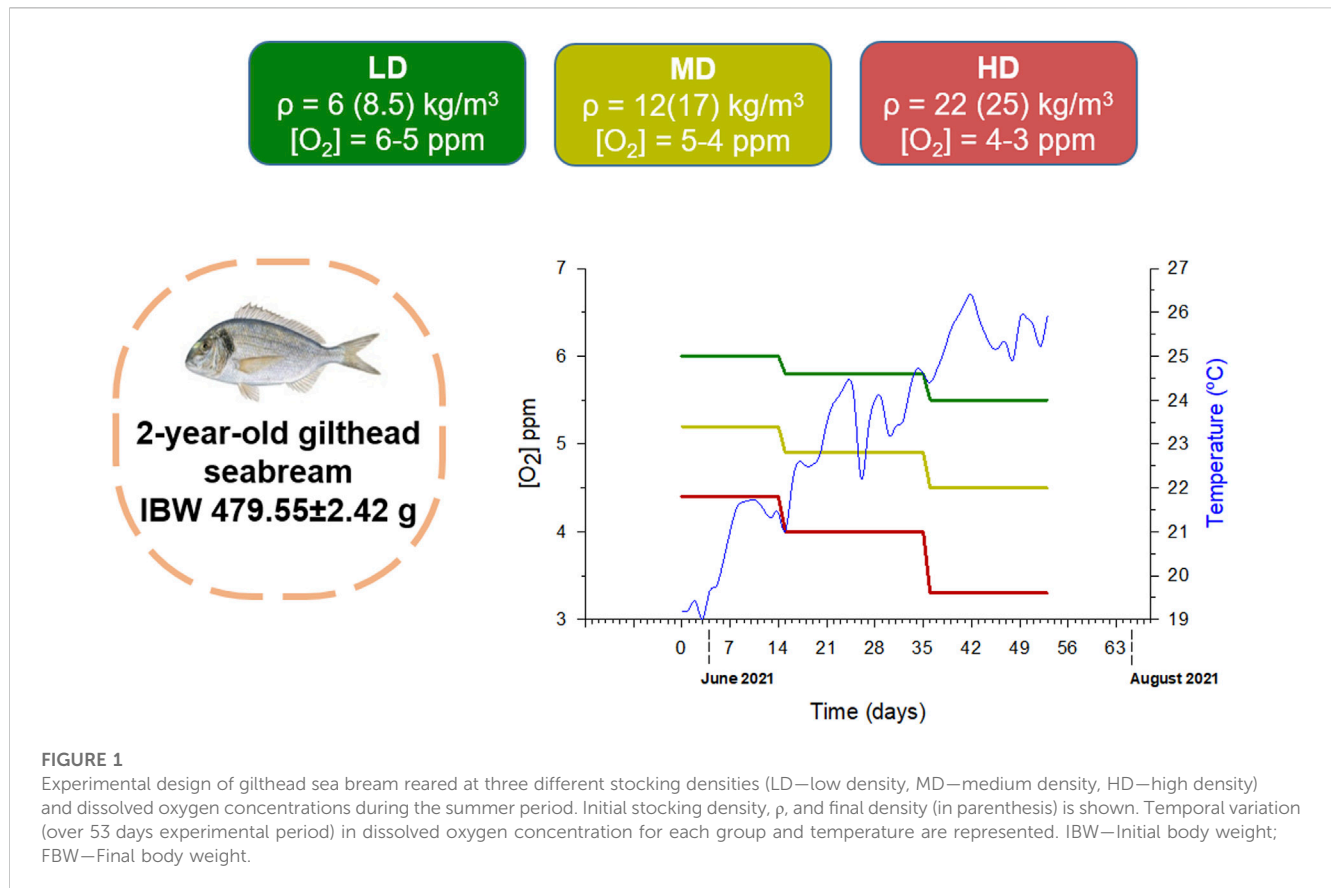 LD
ρ = 6 (8.5) kg/m³
[O₂] = 6-5 ppm
MD
ρ = 12(17) kg/m³
[O₂] = 5-4 ppm
HD
ρ = 22 (25) kg/m³
[O₂] = 4-3 ppm
2-year-old gilthead
seabream
IBW 479.55±2.42 g
[O₂] ppm
7
6
5
4
3
27
26
25
24
23
22
21
20
19
Temperature (ºC)
0 7 14 21 28 35 42 49 56 63
June 2021 August 2021
Time (days)
FIGURE 1
Experimental design of gilthead sea bream reared at three different stocking densities (LD—low density, MD—medium density, HD—high density)
and dissolved oxygen concentrations during the summer period. Initial stocking density, ρ, and final density (in parenthesis) is shown. Temporal variation
(over 53 days experimental period) in dissolved oxygen concentration for each group and temperature are represented. IBW—Initial body weight;
FBW—Final body weight.